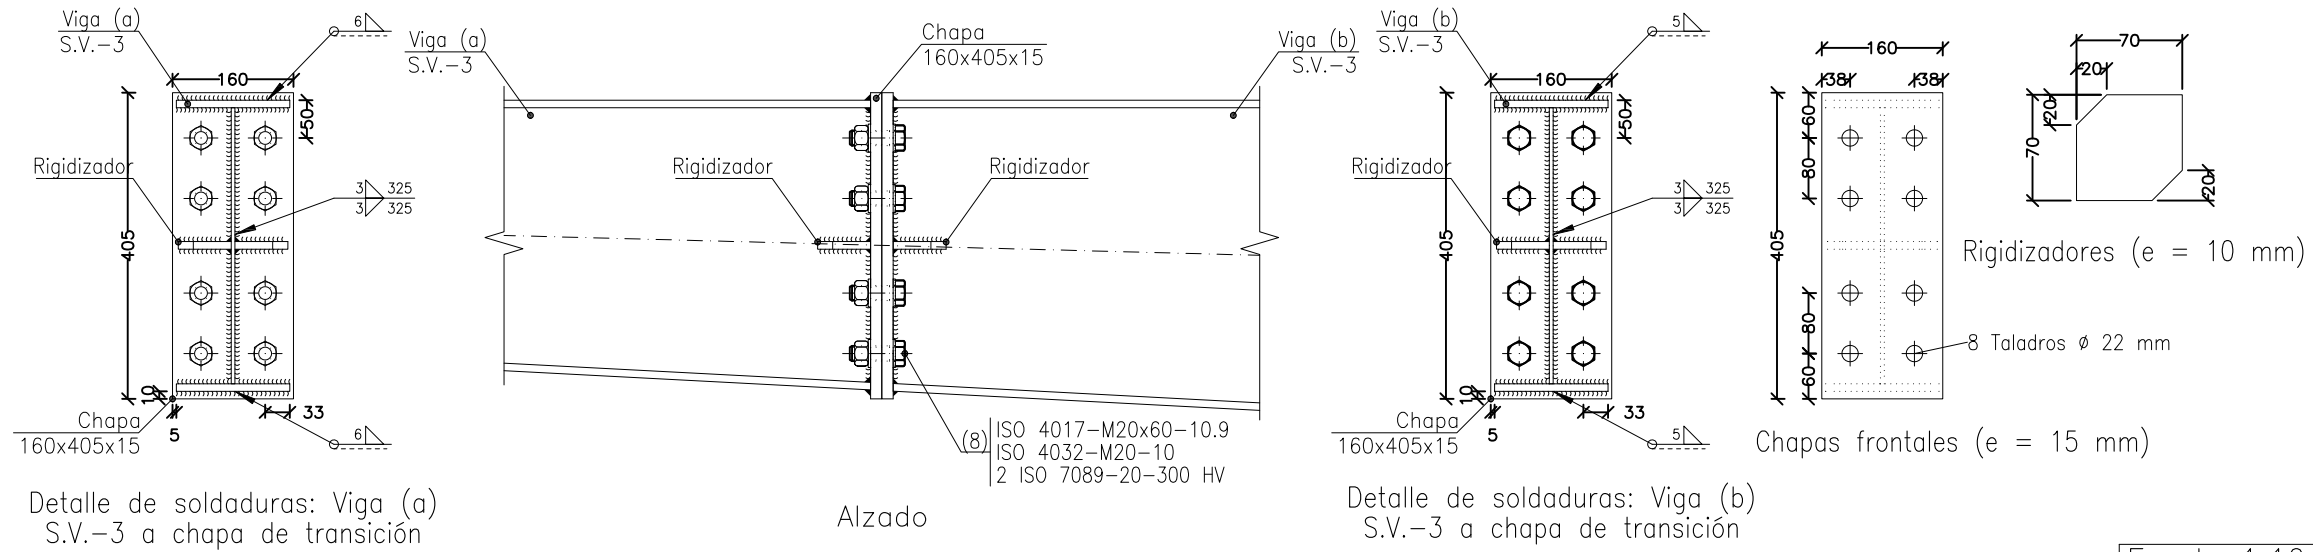 Viga (a)
S.V.-3
6
160
405
50
Rigidizador
3 325
3 325
10
Chapa
160x405x15
5
33
6
Detalle de soldaduras: Viga (a)
S.V.-3 a chapa de transición
Viga (a)
S.V.-3
Chapa
160x405x15
Viga (b)
S.V.-3
Rigidizador
Rigidizador
(8)
ISO 4017-M20x60-10.9
ISO 4032-M20-10
2 ISO 7089-20-300 HV
Alzado
Viga (b)
S.V.-3
5
160
405
50
Rigidizador
3 325
3 325
10
Chapa
160x405x15
5
33
5
Detalle de soldaduras: Viga (b)
S.V.-3 a chapa de transición
160
38
38
60
80
405
80
60
8 Taladros ø 22 mm
Chapas frontales (e = 15 mm)
70
20
20
70
20
Rigidizadores (e = 10 mm)